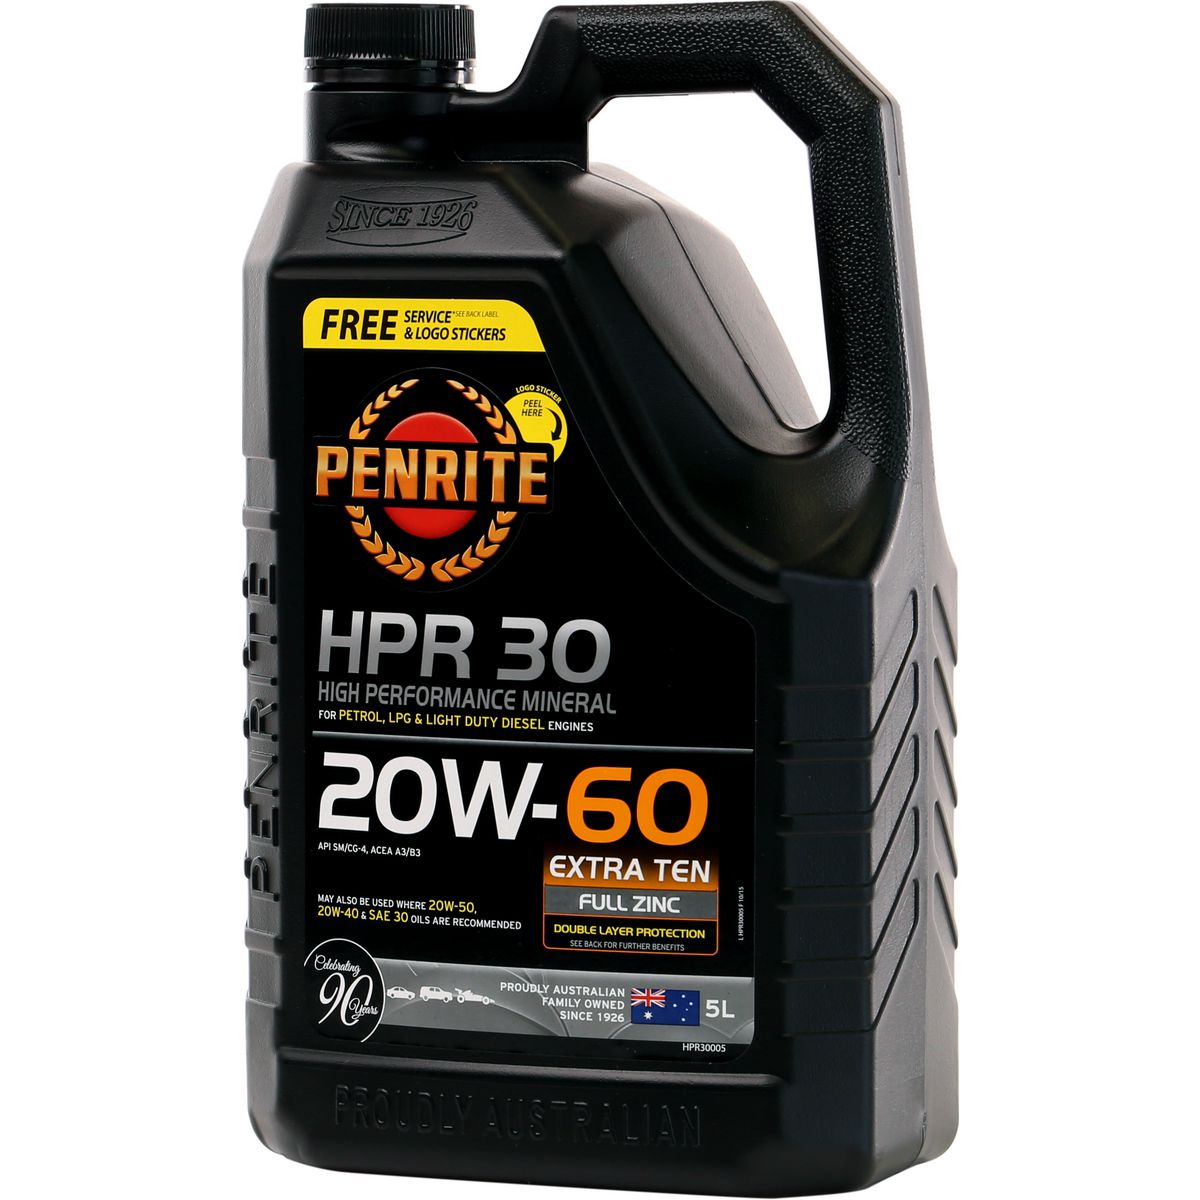 SINCE 1926
FREE SERVICE*SEE BACK LABEL
& LOGO STICKERS
LOGO STICKER
PEEL
HERE
PENRITE
HPR 30
HIGH PERFORMANCE MINERAL
FOR PETROL, LPG & LIGHT DUTY DIESEL ENGINES
20W-60
API SM/CG-4, ACEA A3/B3
EXTRA TEN
FULL ZINC
DOUBLE LAYER PROTECTION
SEE BACK FOR FURTHER BENEFITS
MAY ALSO BE USED WHERE 20W-50,
20W-40 & SAE 30 OILS ARE RECOMMENDED
L HPR30005 F 10/15
Celebrating
90
Years
PROUDLY AUSTRALIAN
FAMILY OWNED
SINCE 1926
5L
HPR30005
PENRITE
PROUDLY AUSTRALIAN